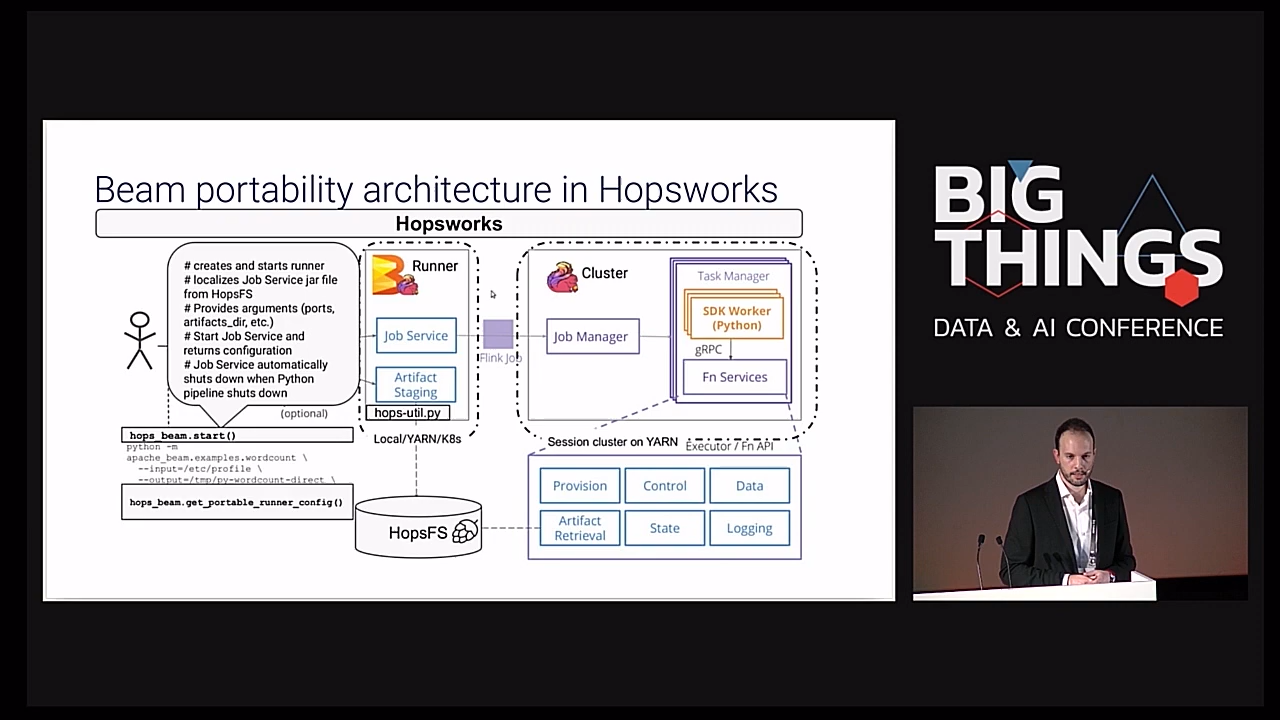 Beam portability architecture in Hopsworks
Hopsworks
# creates and starts runner
# localizes Job Service jar file
from HopsFS
# Provides arguments (ports,
artifacts_dir, etc.)
# Start Job Service and
returns configuration
# Job Service automatically
shuts down when Python
pipeline shuts down
(optional)
hops_beam.start()
python -m
apache_beam.examples.wordcount \
--input=/etc/profile \
--output=/tmp/py-wordcount-direct \
hops_beam.get_portable_runner_config()
Runner
Job Service
Artifact
Staging
hops-util.py
Local/YARN/K8s
HopsFS
Flink Job
Cluster
Job Manager
Task Manager
SDK Worker
(Python)
gRPC
Fn Services
Session cluster on YARN
Executor / Fn API
Provision
Control
Data
Artifact
Retrieval
State
Logging
BIG
THINGS
DATA & AI CONFERENCE